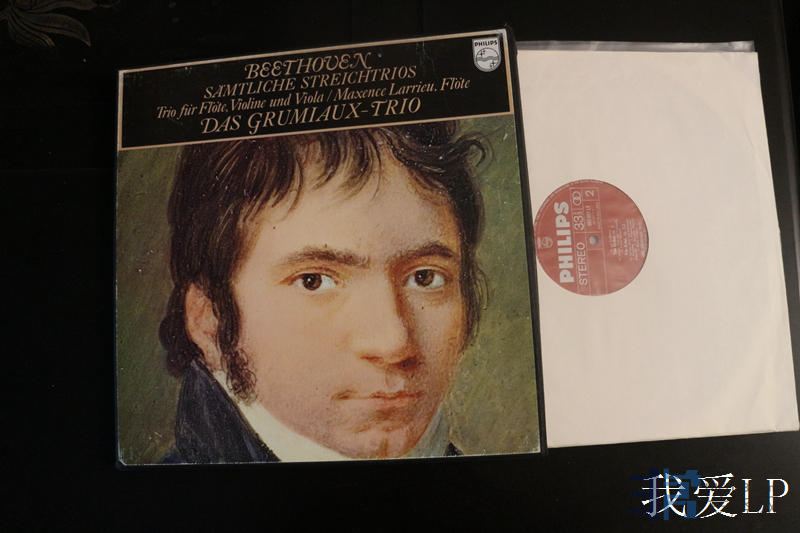 BEETHOVEN
SÄMTLICHE STREICHTRIOS
Trio für Flöte, Violine und Viola / Maxence Larrieu, Flöte
DAS GRUMIAUX-TRIO
PHILIPS
PHILIPS
STEREO 33⅓ 2
我爱LP